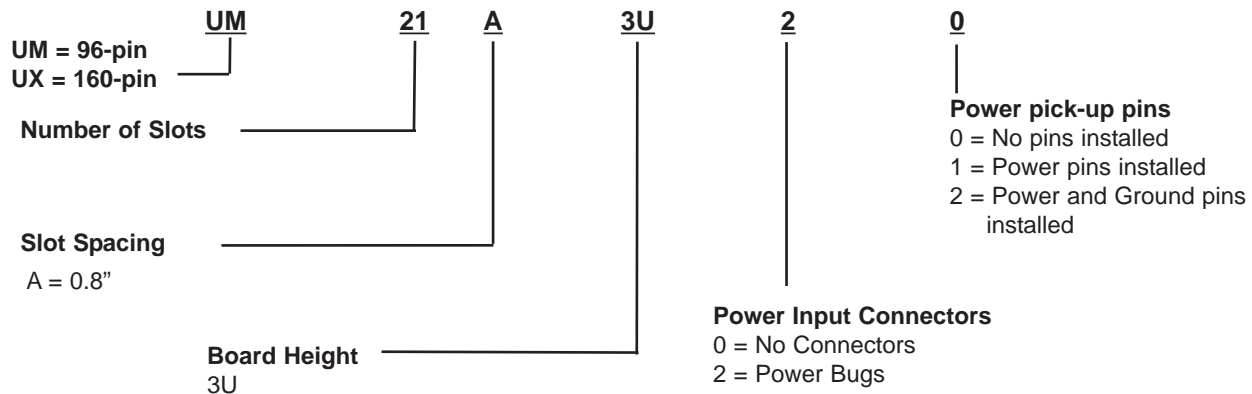 UM 21 A 3U 2 0
UM = 96-pin
UX = 160-pin
Number of Slots
Slot Spacing
A = 0.8”
Board Height
3U
Power Input Connectors
0 = No Connectors
2 = Power Bugs
Power pick-up pins
0 = No pins installed
1 = Power pins installed
2 = Power and Ground pins
installed